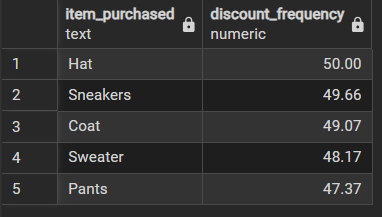 item_purchased discount_frequency
text numeric
1 Hat 50.00
2 Sneakers 49.66
3 Coat 49.07
4 Sweater 48.17
5 Pants 47.37